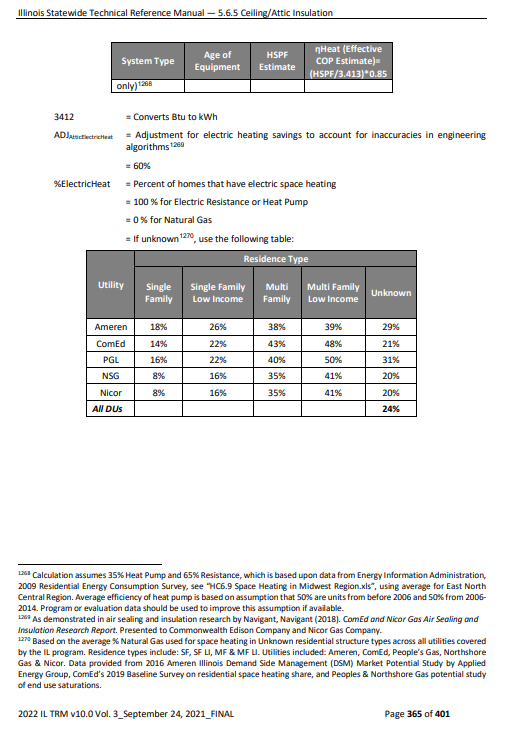 Illinois Statewide Technical Reference Manual — 5.6.5 Ceiling/Attic Insulation
System Type
Age of
Equipment
HSPF
Estimate
ηHeat (Effective
COP Estimate)=
(HSPF/3.413)*0.85
only)1268
3412 = Converts Btu to kWh
ADJAtticElectricHeat = Adjustment for electric heating savings to account for inaccuracies in engineering
algorithms1269
= 60%
%ElectricHeat = Percent of homes that have electric space heating
= 100 % for Electric Resistance or Heat Pump
= 0 % for Natural Gas
= If unknown1270, use the following table:
Utility
Residence Type
Single
Family
Single Family
Low Income
Multi
Family
Multi Family
Low Income
Unknown
Ameren 18% 26% 38% 39% 29%
ComEd 14% 22% 43% 48% 21%
PGL 16% 22% 40% 50% 31%
NSG 8% 16% 35% 41% 20%
Nicor 8% 16% 35% 41% 20%
All DUs 24%
1268 Calculation assumes 35% Heat Pump and 65% Resistance, which is based upon data from Energy Information Administration,
2009 Residential Energy Consumption Survey, see “HC6.9 Space Heating in Midwest Region.xls”, using average for East North
Central Region. Average efficiency of heat pump is based on assumption that 50% are units from before 2006 and 50% from 2006-
2014. Program or evaluation data should be used to improve this assumption if available.
1269 As demonstrated in air sealing and insulation research by Navigant, Navigant (2018). ComEd and Nicor Gas Air Sealing and
Insulation Research Report. Presented to Commonwealth Edison Company and Nicor Gas Company.
1270 Based on the average % Natural Gas used for space heating in Unknown residential structure types across all utilities covered
by the IL program. Residence types include: SF, SF LI, MF & MF LI. Utilities included: Ameren, ComEd, People’s Gas, Northshore
Gas & Nicor. Data provided from 2016 Ameren Illinois Demand Side Management (DSM) Market Potential Study by Applied
Energy Group, ComEd’s 2019 Baseline Survey on residential space heating share, and Peoples & Northshore Gas potential study
of end use saturations.
2022 IL TRM v10.0 Vol. 3_September 24, 2021_FINAL Page 365 of 401